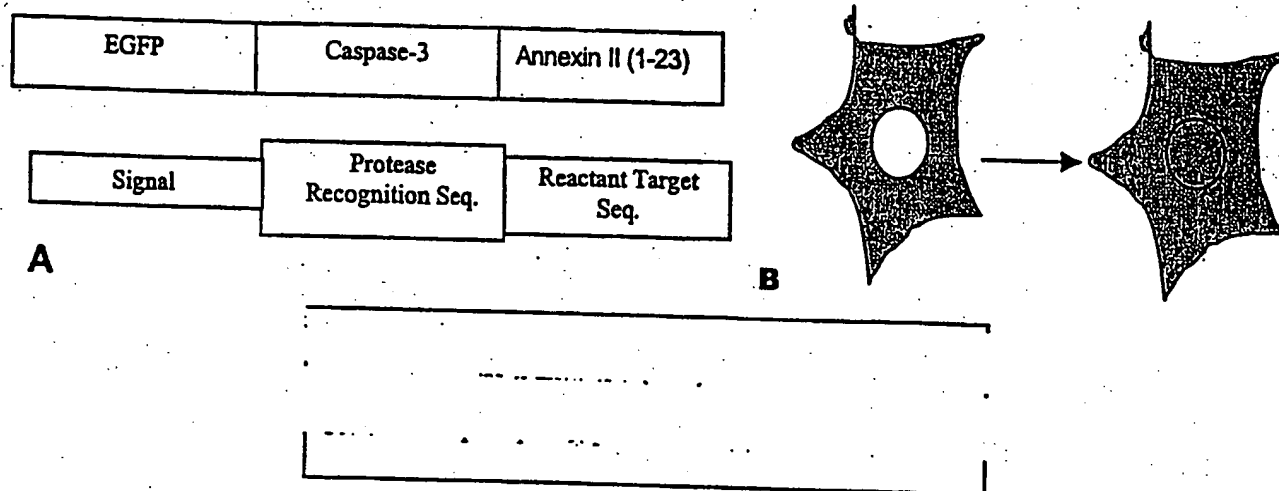 EGFP
Caspase-3
Annexin II (1-23)
Signal
Protease
Recognition Seq.
Reactant Target
Seq.
A
B